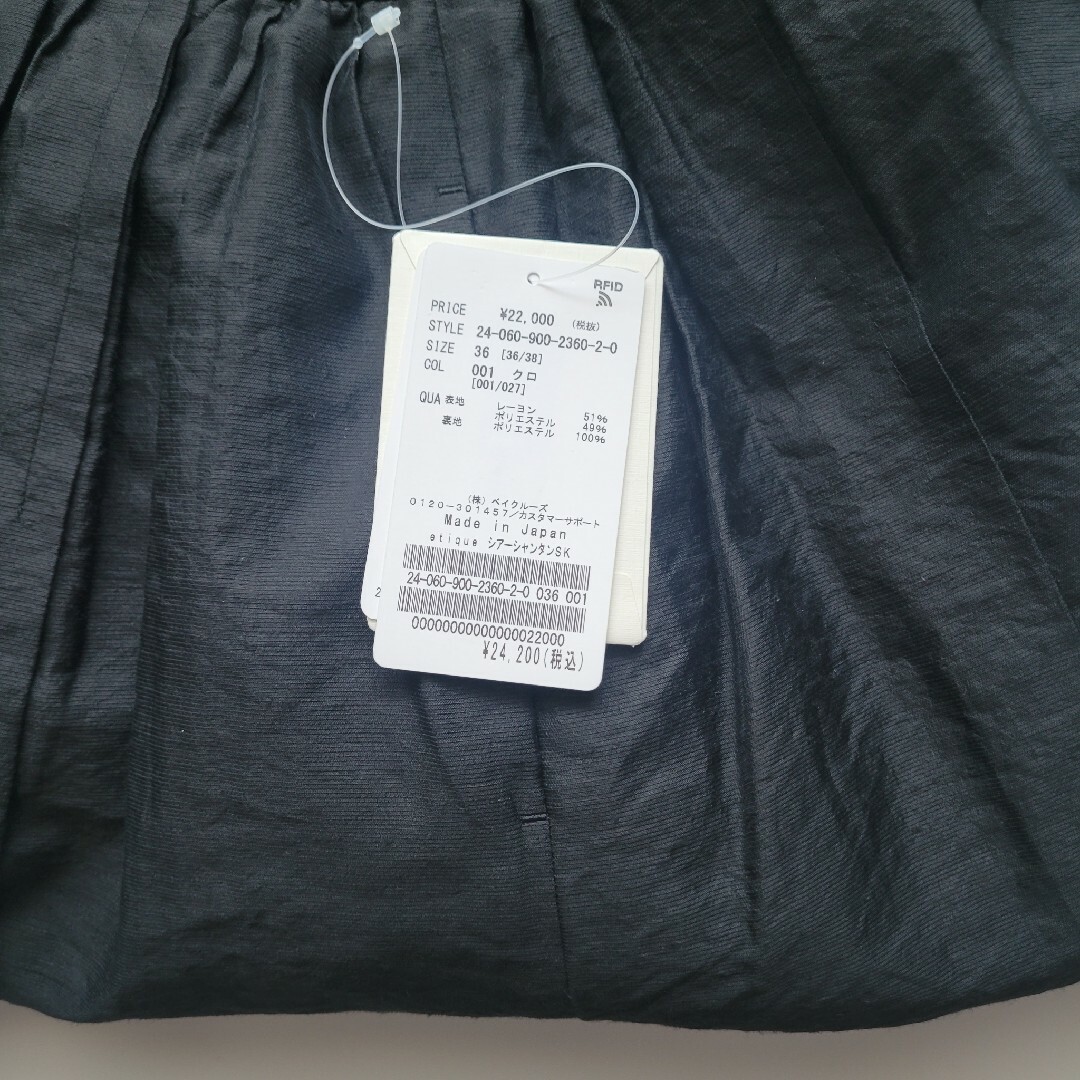 RFID
PRICE ¥22,000 (税抜)
STYLE 24-060-900-2360-2-0
SIZE 36 [36/38]
COL 001 クロ
[001/027]
QUA 表地 レーヨン 51%
ポリエステル 49%
裏地 ポリエステル 100%
(株)ベイクルーズ
0120-301457/カスタマーサポート
Made in Japan
etique シアーシャンタンSK
24-060-900-2360-2-0 036 001
00000000000000022000
¥24,200(税込)
2